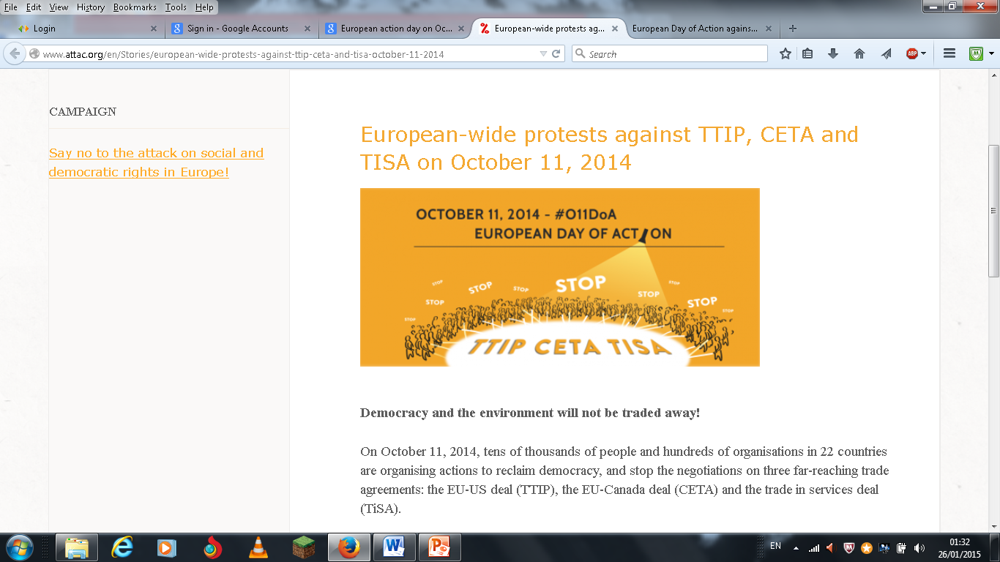 File Edit View History Bookmarks Tools Help
Login
Sign in - Google Accounts
European action day on Oc...
European-wide protests ag...
European Day of Action agains...
www.attac.org/en/Stories/european-wide-protests-against-ttip-ceta-and-tisa-october-11-2014
Search
ABP
CAMPAIGN
Say no to the attack on social and
democratic rights in Europe!
European-wide protests against TTIP, CETA and
TISA on October 11, 2014
OCTOBER 11, 2014 - #O11DoA
EUROPEAN DAY OF ACTION
STOP
STOP
STOP
STOP
STOP
STOP
STOP
STOP
STOP
STOP
TTIP CETA TISA
Democracy and the environment will not be traded away!
On October 11, 2014, tens of thousands of people and hundreds of organisations in 22 countries
are organising actions to reclaim democracy, and stop the negotiations on three far-reaching trade
agreements: the EU-US deal (TTIP), the EU-Canada deal (CETA) and the trade in services deal
(TiSA).
EN
01:32
26/01/2015